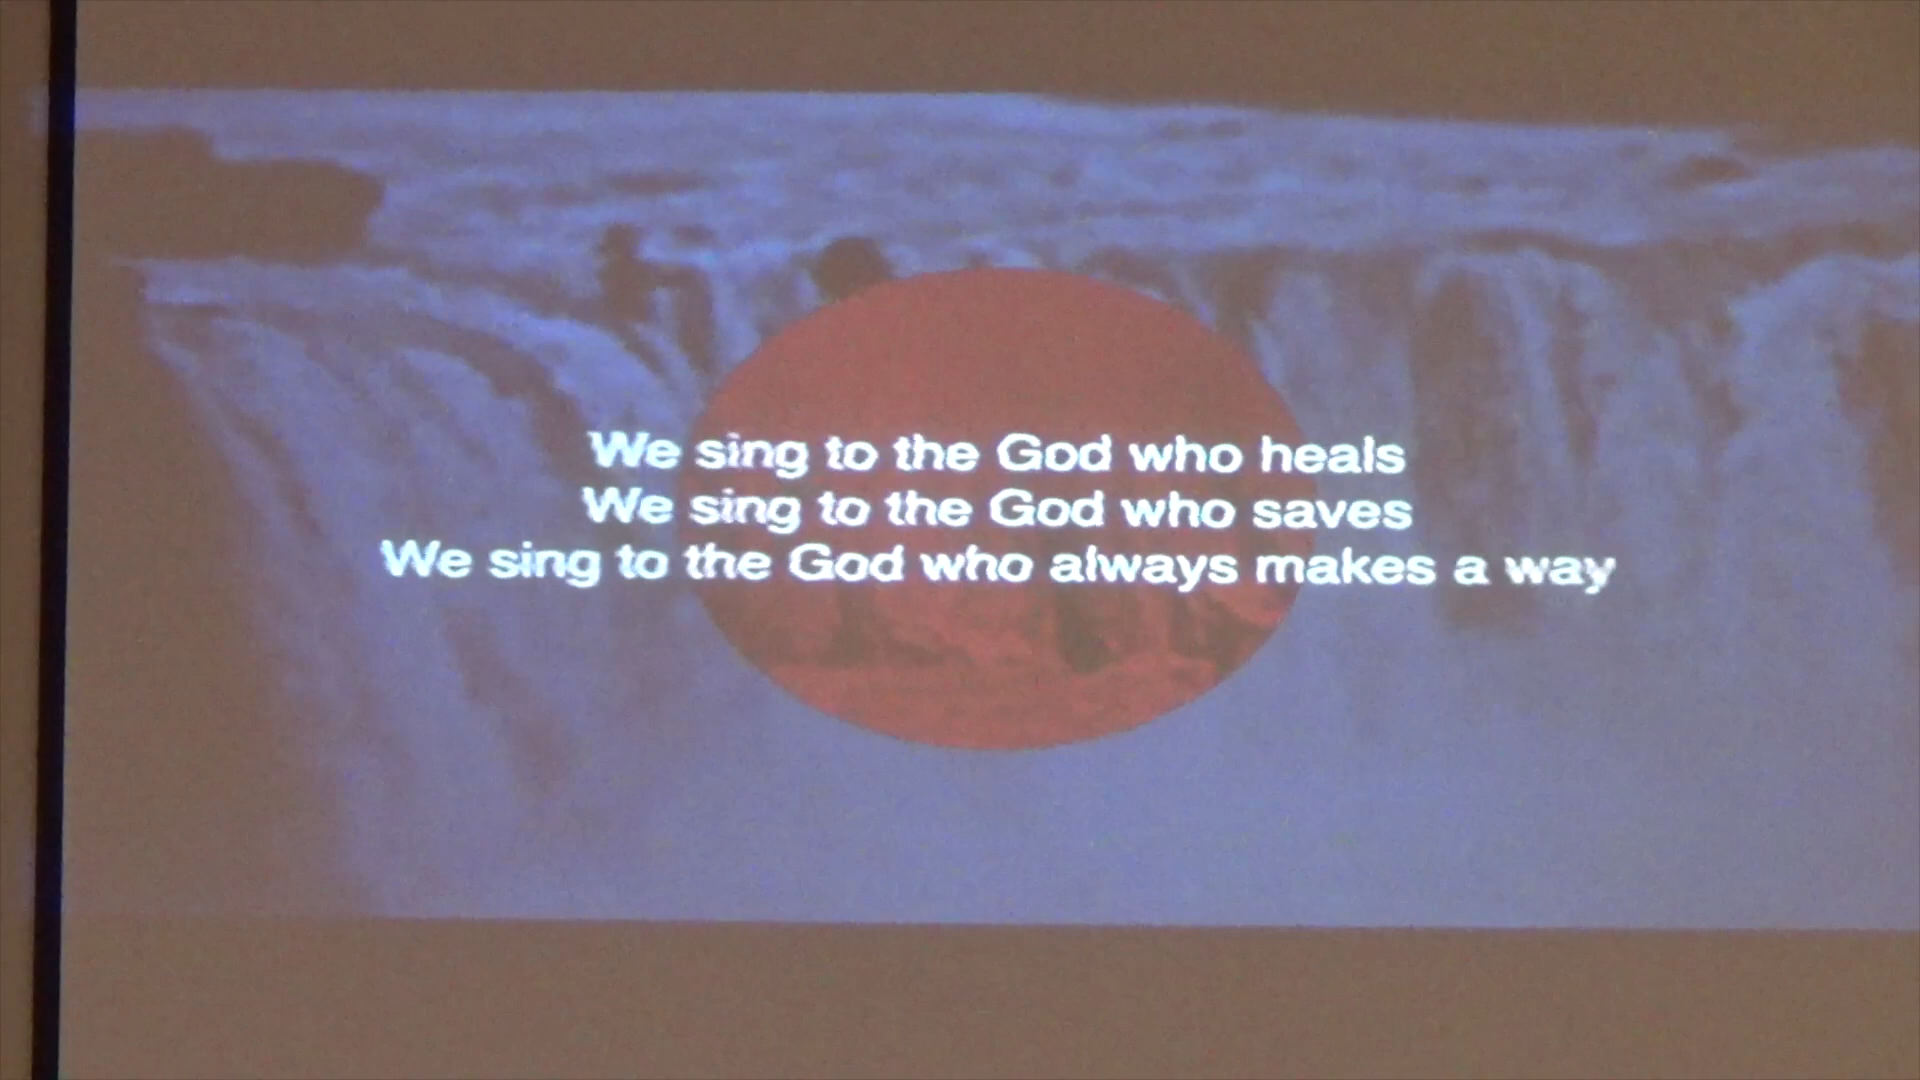 We sing to the God who heals
We sing to the God who saves
We sing to the God who always makes a way